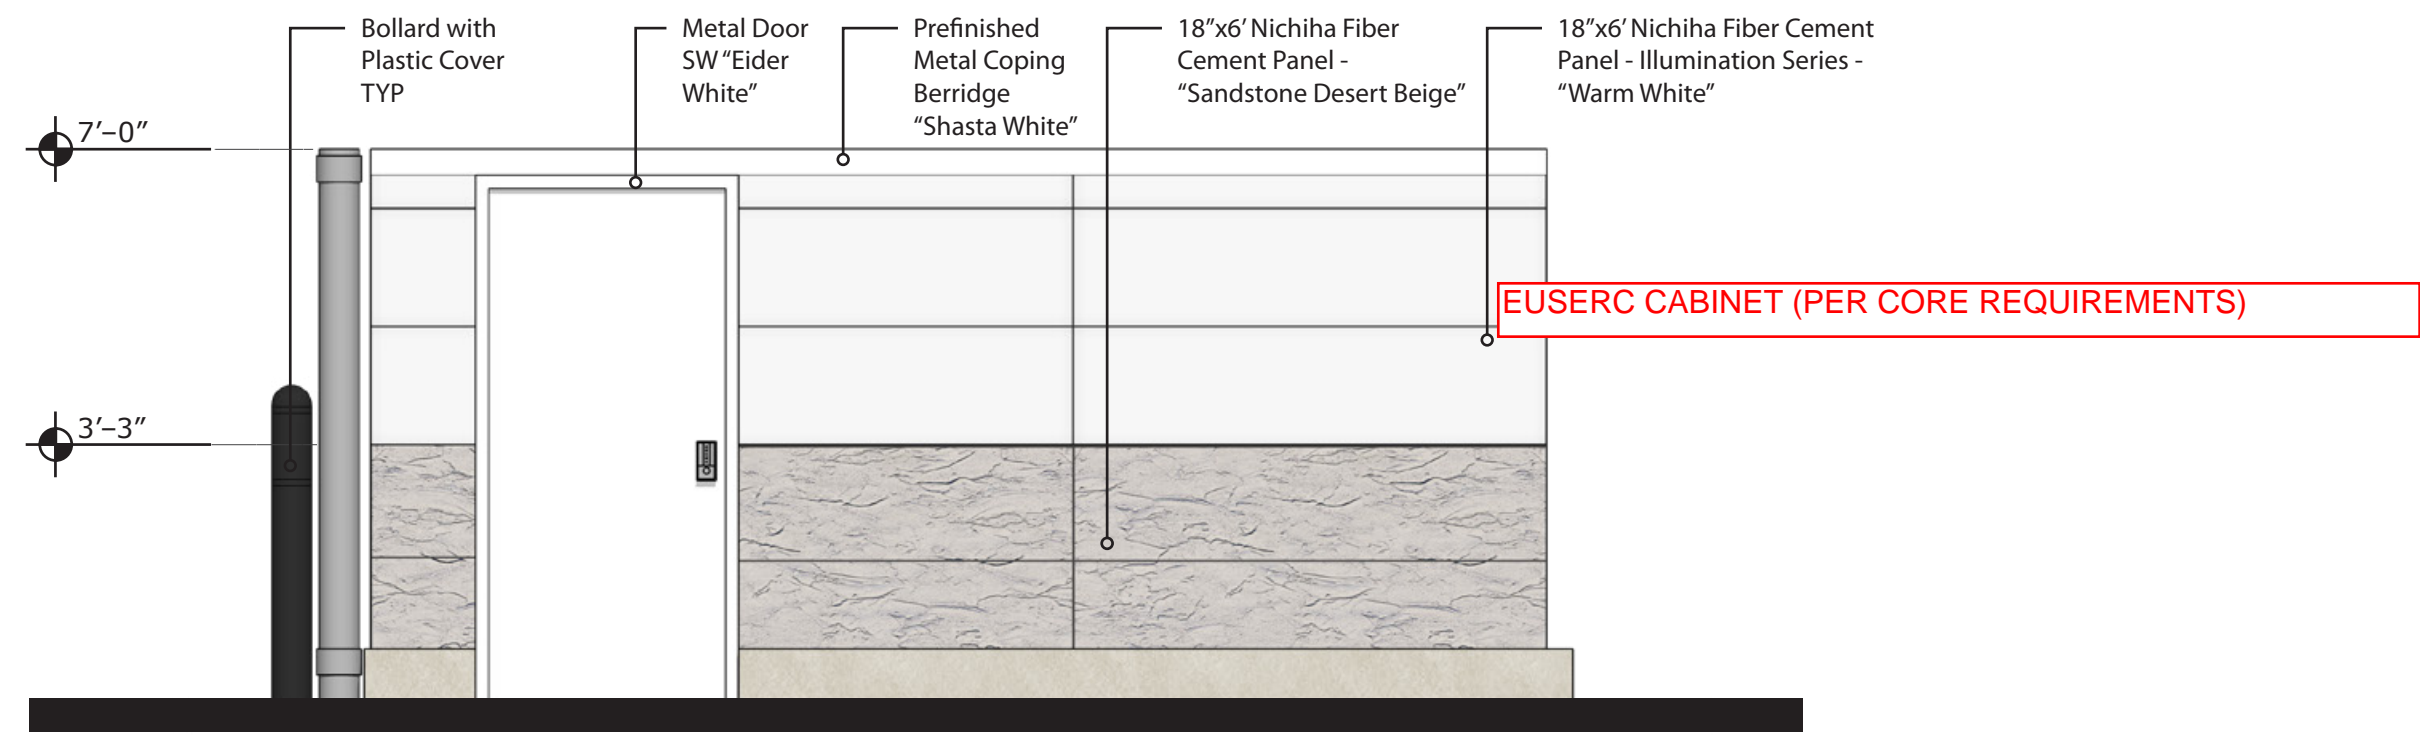 Bollard with
Plastic Cover
TYP
Metal Door
SW “Eider
White”
Prefinished
Metal Coping
Berridge
“Shasta White”
18”x6’ Nichiha Fiber
Cement Panel -
“Sandstone Desert Beige”
18”x6’ Nichiha Fiber Cement
Panel - Illumination Series -
“Warm White”
7’–0”
EUSERC CABINET (PER CORE REQUIREMENTS)
3’–3”